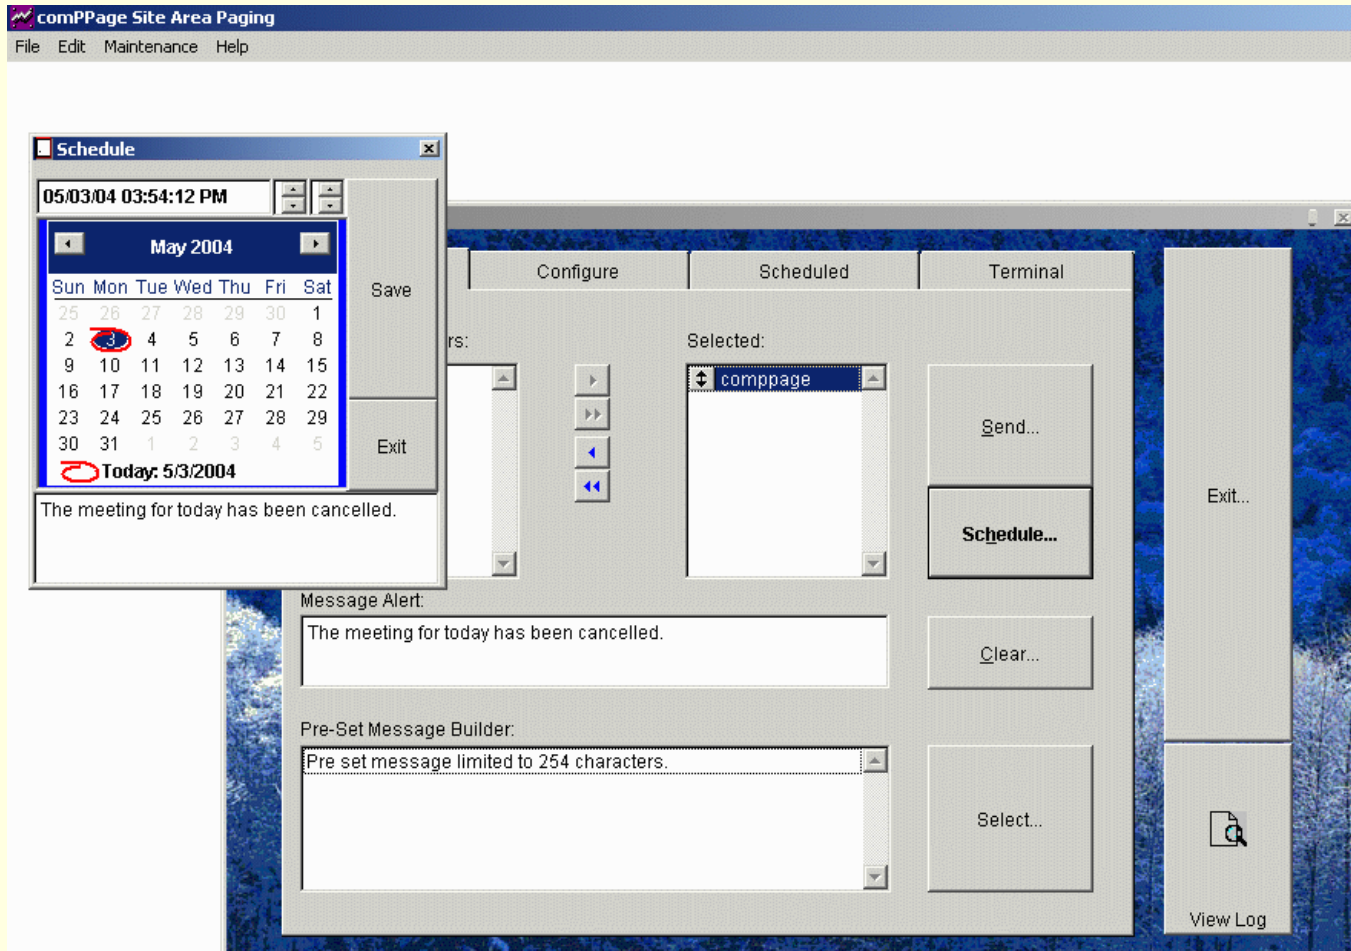 comPPage Site Area Paging
File Edit Maintenance Help
Schedule
05/03/04 03:54:12 PM
May 2004
Sun Mon Tue Wed Thu Fri Sat
25 26 27 28 29 30 1
2 3 4 5 6 7 8
9 10 11 12 13 14 15
16 17 18 19 20 21 22
23 24 25 26 27 28 29
30 31 1 2 3 4 5
Today: 5/3/2004
Save
Exit
The meeting for today has been cancelled.
Configure
Scheduled
Terminal
rs:
Selected:
comppage
Send...
Schedule...
Exit...
Message Alert:
The meeting for today has been cancelled.
Clear...
Pre-Set Message Builder:
Pre set message limited to 254 characters.
Select...
View Log